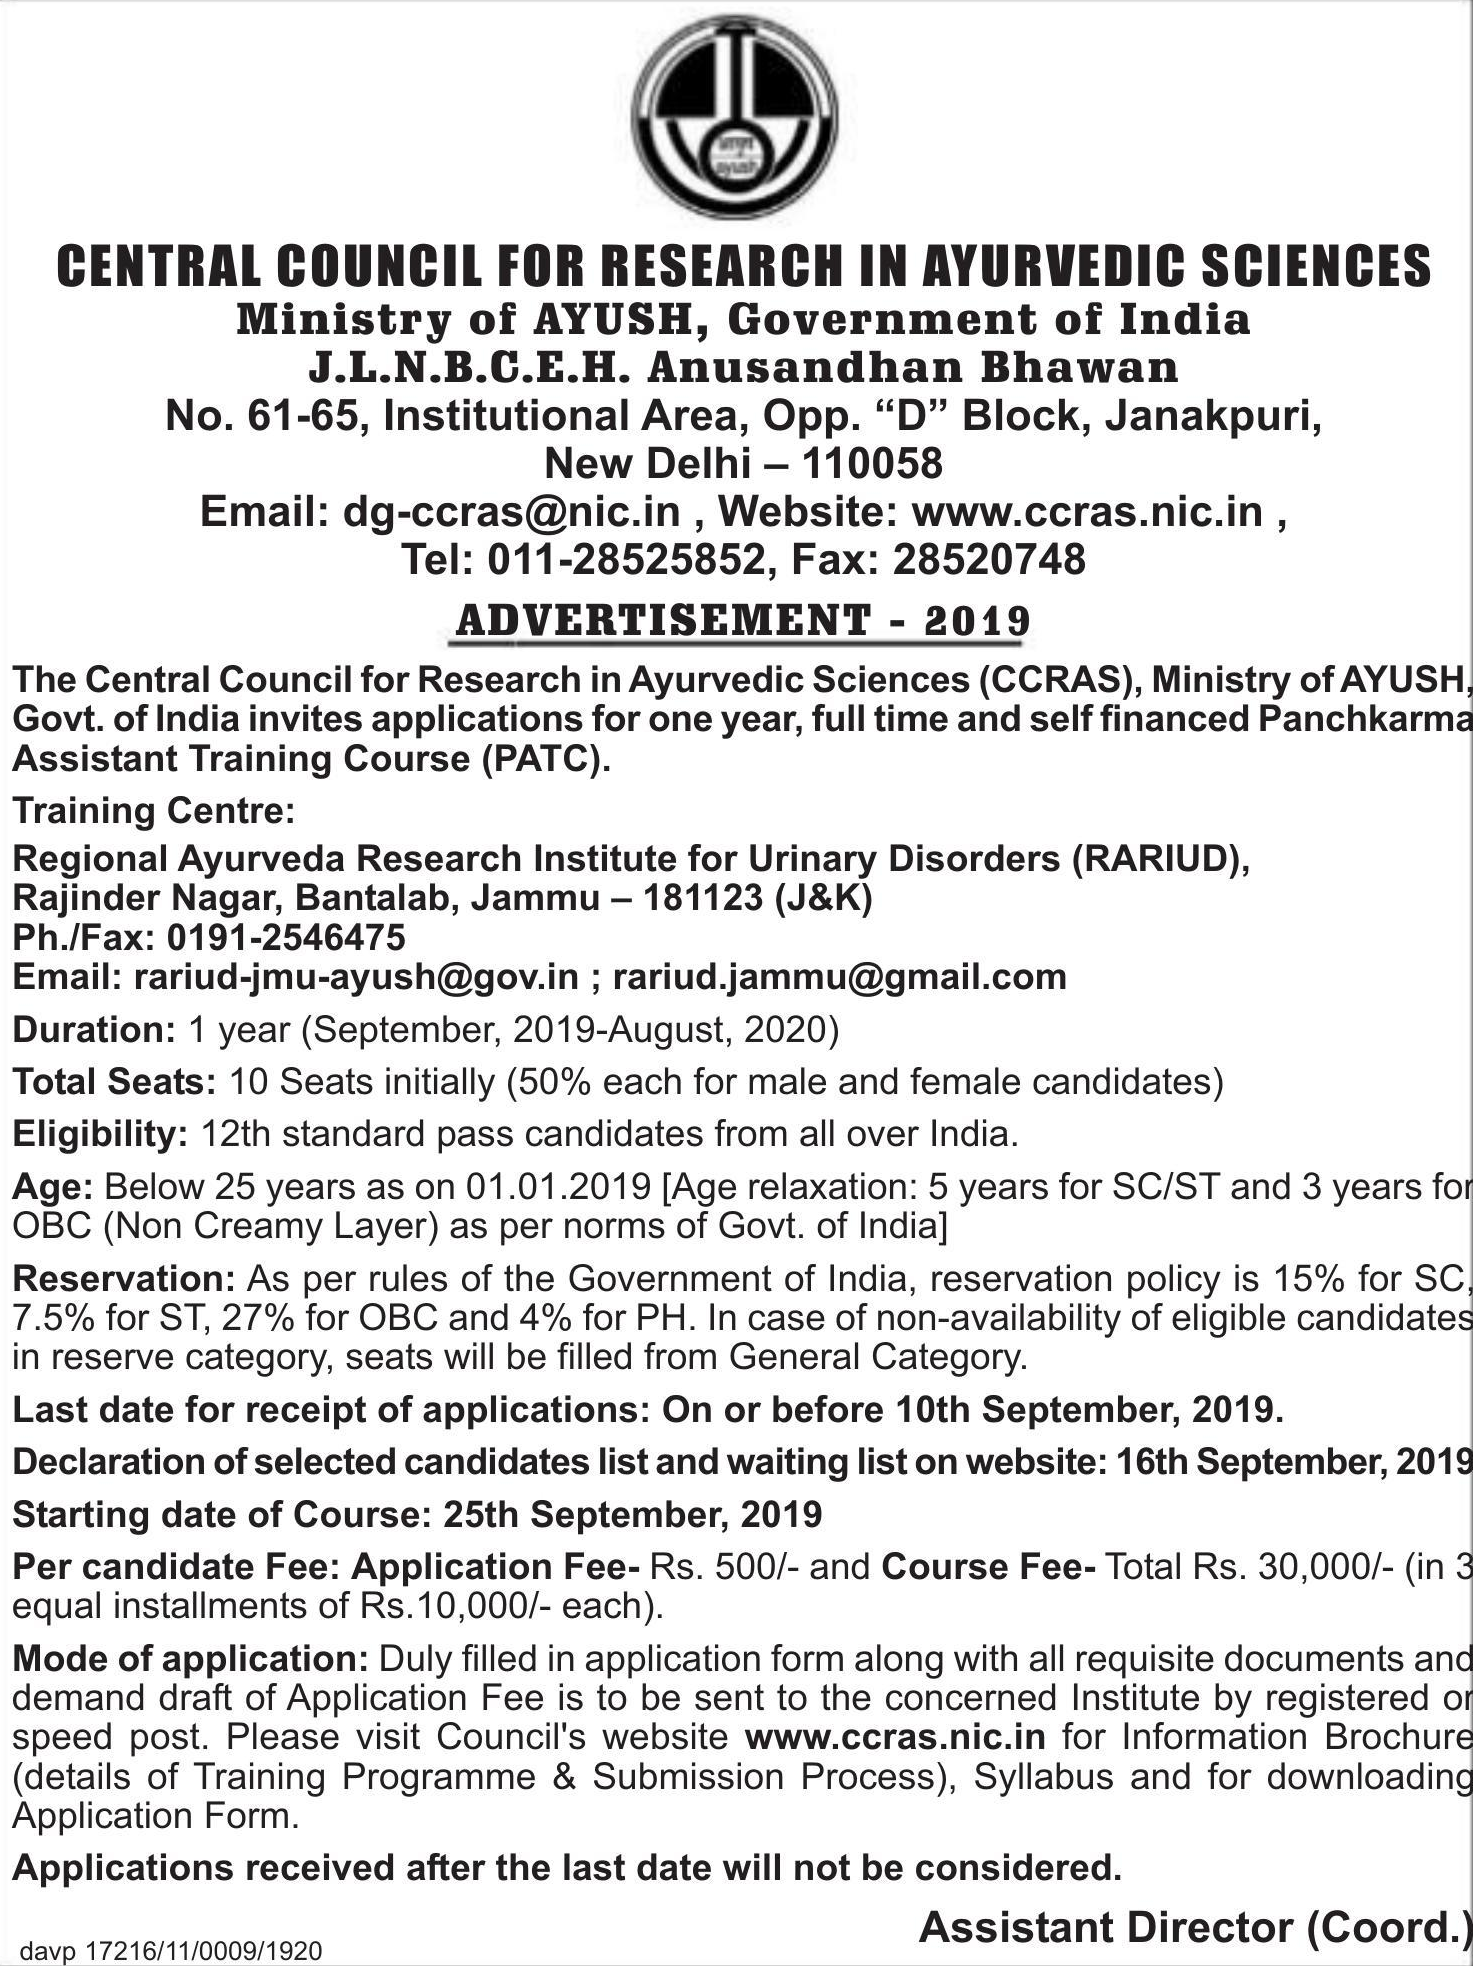 ayush
CENTRAL COUNCIL FOR RESEARCH IN AYURVEDIC SCIENCES
Ministry of AYUSH, Government of India
J.L.N.B.C.E.H. Anusandhan Bhawan
No. 61-65, Institutional Area, Opp. “D” Block, Janakpuri,
New Delhi – 110058
Email: dg-ccras@nic.in , Website: www.ccras.nic.in ,
Tel: 011-28525852, Fax: 28520748
ADVERTISEMENT - 2019
The Central Council for Research in Ayurvedic Sciences (CCRAS), Ministry of AYUSH,
Govt. of India invites applications for one year, full time and self financed Panchkarma
Assistant Training Course (PATC).
Training Centre:
Regional Ayurveda Research Institute for Urinary Disorders (RARIUD),
Rajinder Nagar, Bantalab, Jammu – 181123 (J&K)
Ph./Fax: 0191-2546475
Email: rariud-jmu-ayush@gov.in ; rariud.jammu@gmail.com
Duration: 1 year (September, 2019-August, 2020)
Total Seats: 10 Seats initially (50% each for male and female candidates)
Eligibility: 12th standard pass candidates from all over India.
Age: Below 25 years as on 01.01.2019 [Age relaxation: 5 years for SC/ST and 3 years for
OBC (Non Creamy Layer) as per norms of Govt. of India]
Reservation: As per rules of the Government of India, reservation policy is 15% for SC,
7.5% for ST, 27% for OBC and 4% for PH. In case of non-availability of eligible candidates
in reserve category, seats will be filled from General Category.
Last date for receipt of applications: On or before 10th September, 2019.
Declaration of selected candidates list and waiting list on website: 16th September, 2019
Starting date of Course: 25th September, 2019
Per candidate Fee: Application Fee- Rs. 500/- and Course Fee- Total Rs. 30,000/- (in 3
equal installments of Rs.10,000/- each).
Mode of application: Duly filled in application form along with all requisite documents and
demand draft of Application Fee is to be sent to the concerned Institute by registered or
speed post. Please visit Council's website www.ccras.nic.in for Information Brochure
(details of Training Programme & Submission Process), Syllabus and for downloading
Application Form.
Applications received after the last date will not be considered.
Assistant Director (Coord.)
davp 17216/11/0009/1920